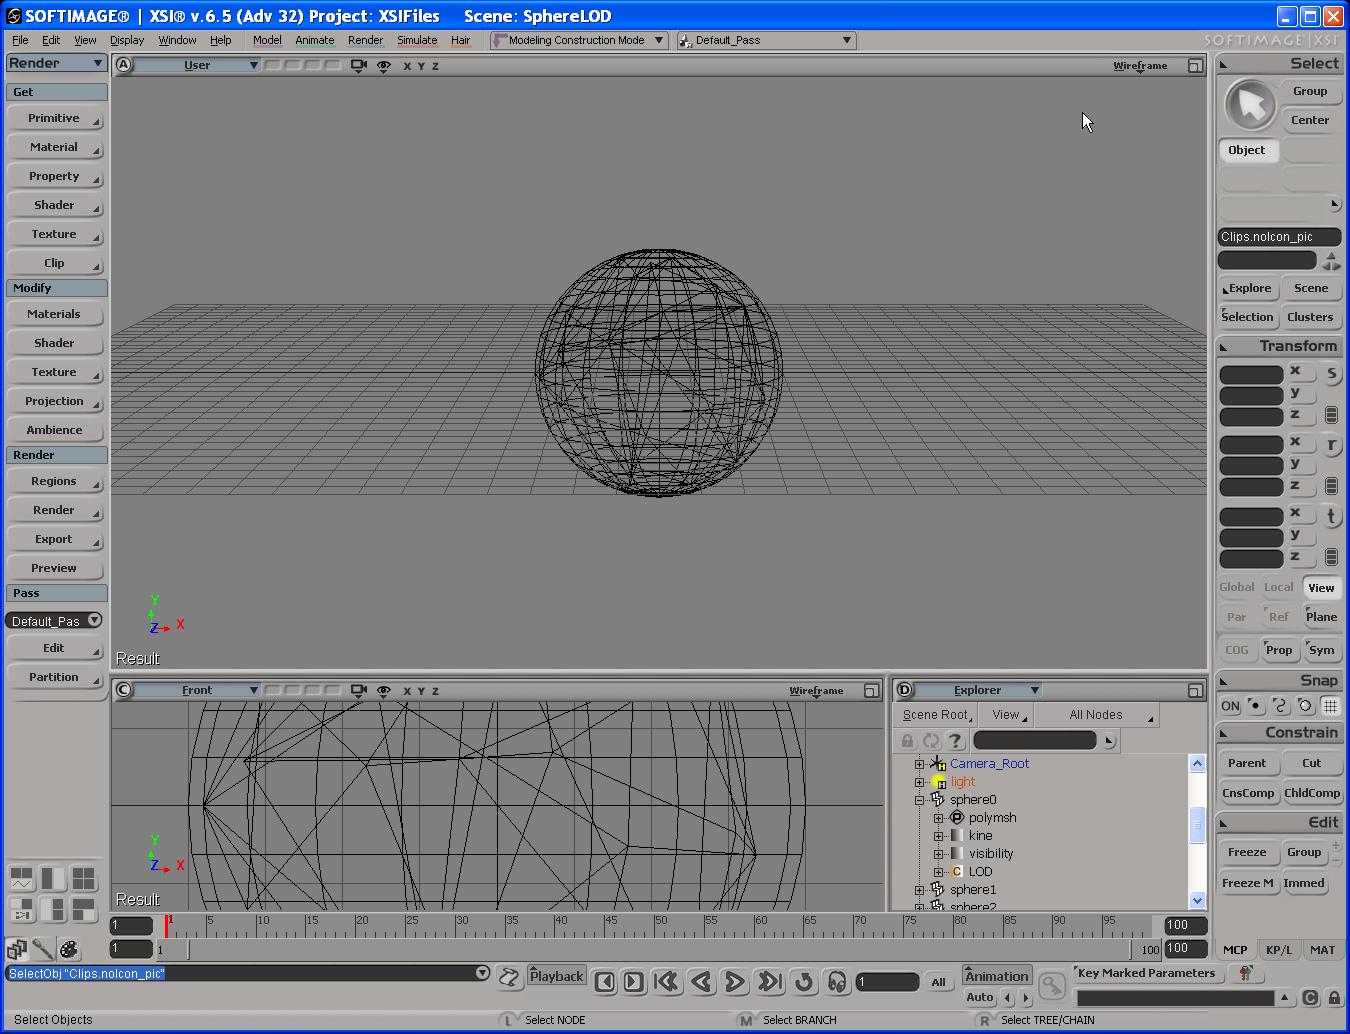 SOFTIMAGE® | XSI® v.6.5 (Adv 32) Project: XSIFiles Scene: SphereLOD
File Edit View Display Window Help Model Animate Render Simulate Hair Modeling Construction Mode Default_Pass SOFTIMAGE|XSI
Render
Get
Primitive
Material
Property
Shader
Texture
Clip
Modify
Materials
Shader
Texture
Projection
Ambience
Render
Regions
Render
Export
Preview
Pass
Default_Pas
Edit
Partition
A User X Y Z Wireframe
Y
Z X
Result
C Front X Y Z Wireframe
Y
Z X
Result
D Explorer
Scene Root View All Nodes
?
Camera_Root
light
sphere0
polymsh
kine
visibility
LOD
sphere1
sphere2
Select
Group
Center
Object
Clips.noIcon_pic
Explore Scene
Selection Clusters
Transform
x s
y
z
x r
y
z
x t
y
z
Global Local View
Par Ref Plane
COG Prop Sym
Snap
ON
Constrain
Parent Cut
CnsComp ChldComp
Edit
Freeze Group
Freeze M Immed
MCP KP/L MAT
1 1 5 10 15 20 25 30 35 40 45 50 55 60 65 70 75 80 85 90 95 100
1 1 100 100
SelectObj "Clips.noIcon_pic"
Playback 1 All Animation Key Marked Parameters
Auto
Select Objects L Select NODE M Select BRANCH R Select TREE/CHAIN